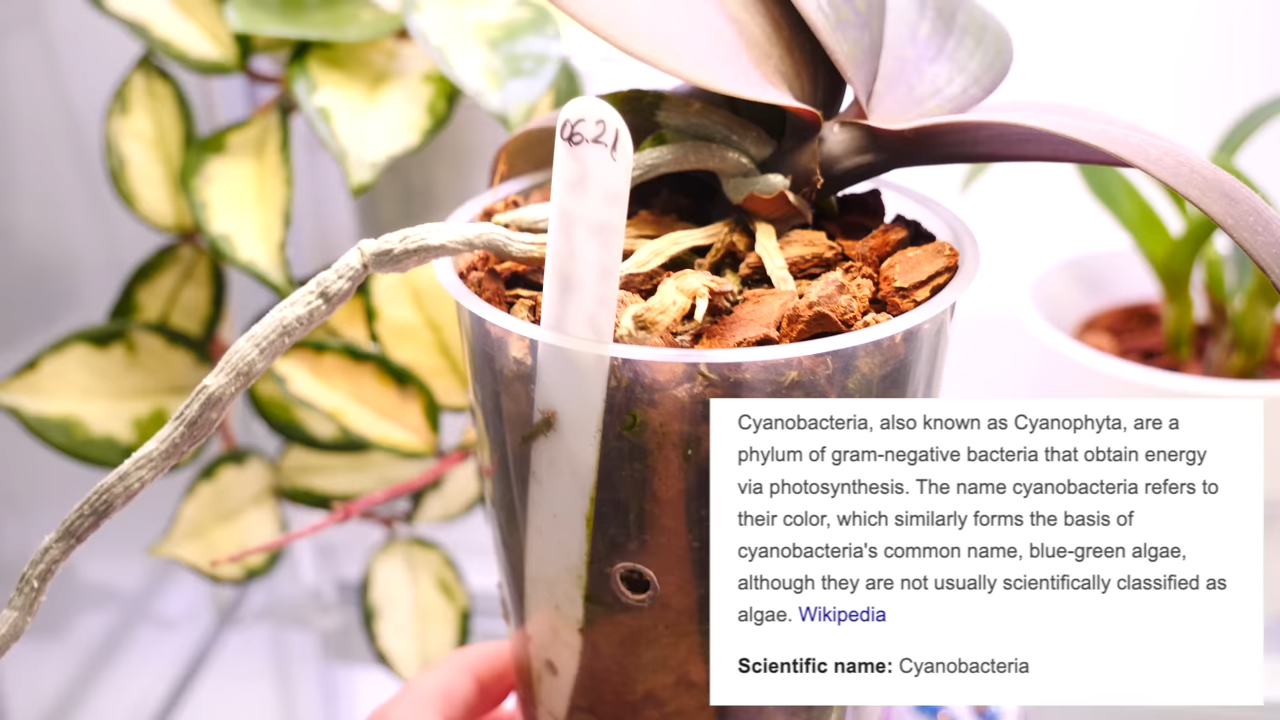 06.21
Cyanobacteria, also known as Cyanophyta, are a
phylum of gram-negative bacteria that obtain energy
via photosynthesis. The name cyanobacteria refers to
their color, which similarly forms the basis of
cyanobacteria's common name, blue-green algae,
although they are not usually scientifically classified as
algae. Wikipedia
Scientific name: Cyanobacteria